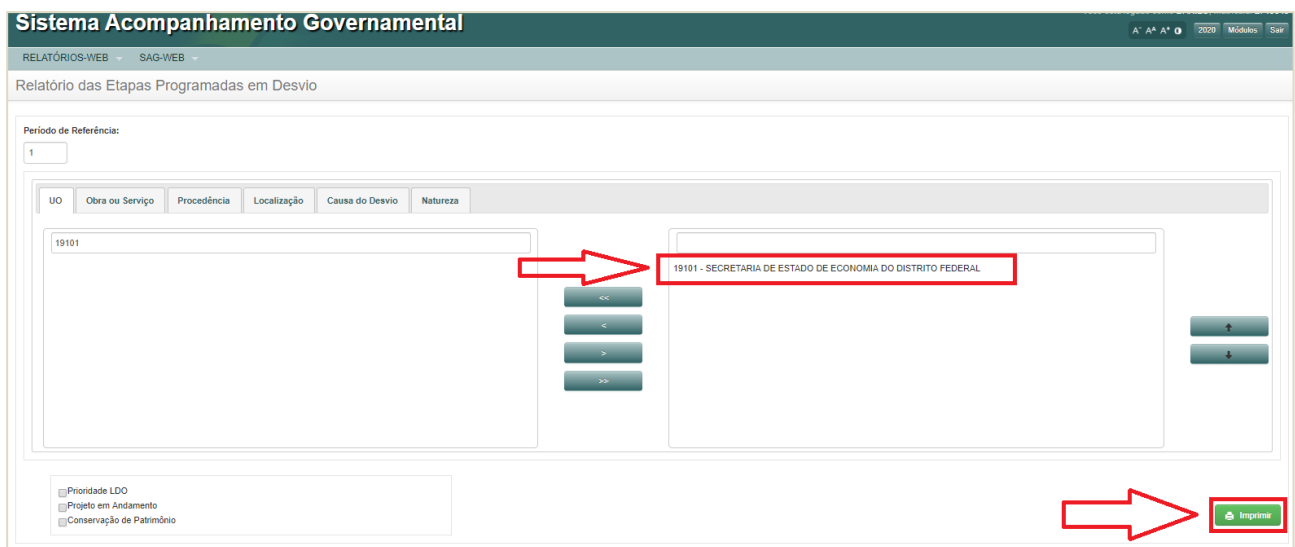 Sistema Acompanhamento Governamental
A- A^A A+ 2020 Módulos Sair
RELATÓRIOS-WEB SAG-WEB
Relatório das Etapas Programadas em Desvio
Período de Referência:
1
UO Obra ou Serviço Procedência Localização Causa do Desvio Natureza
19101
19101 - SECRETARIA DE ESTADO DE ECONOMIA DO DISTRITO FEDERAL
<<
<
>
>>
Prioridade LDO
Projeto em Andamento
Conservação de Patrimônio
Imprimir